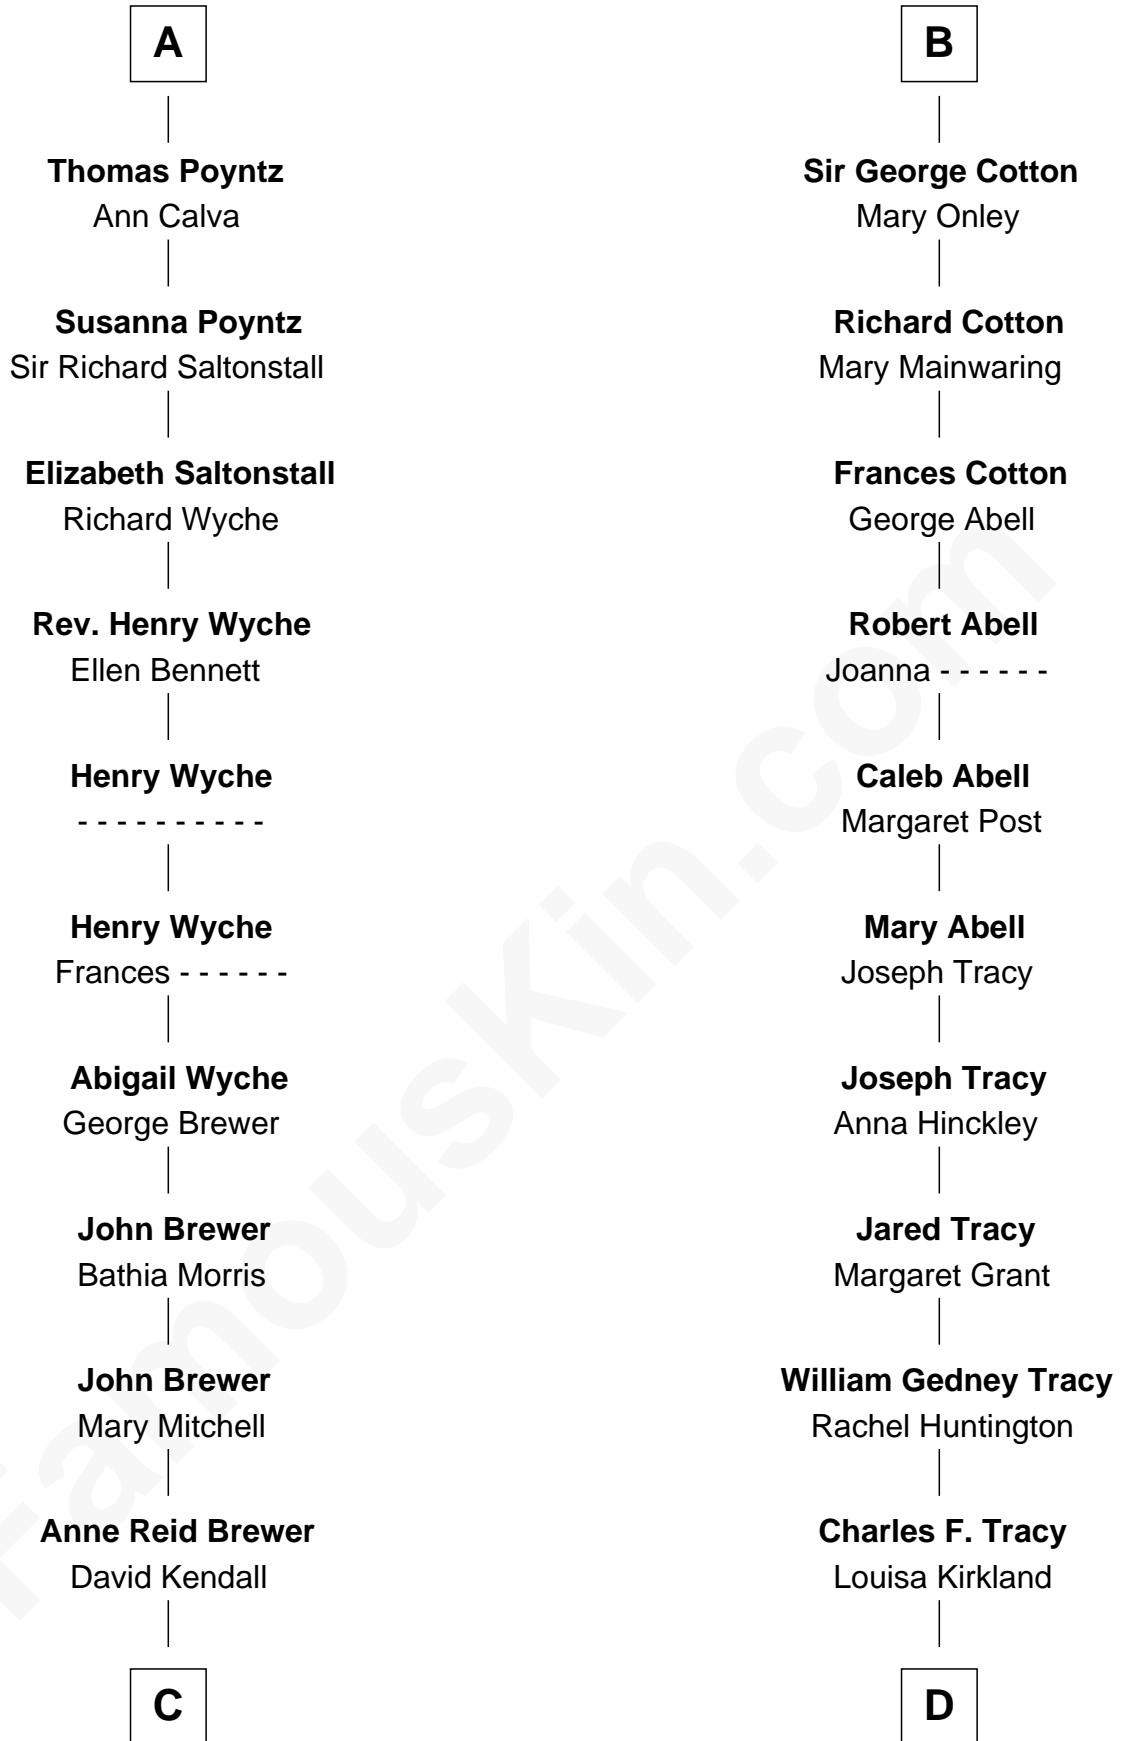 A
Thomas Poyntz
Ann Calva
Susanna Poyntz
Sir Richard Saltonstall
Elizabeth Saltonstall
Richard Wyche
Rev. Henry Wyche
Ellen Bennett
Henry Wyche
- - - - - - - - - -
Henry Wyche
Frances - - - - - -
Abigail Wyche
George Brewer
John Brewer
Bathia Morris
John Brewer
Mary Mitchell
Anne Reid Brewer
David Kendall
C
B
Sir George Cotton
Mary Onley
Richard Cotton
Mary Mainwaring
Frances Cotton
George Abell
Robert Abell
Joanna - - - - - -
Caleb Abell
Margaret Post
Mary Abell
Joseph Tracy
Joseph Tracy
Anna Hinckley
Jared Tracy
Margaret Grant
William Gedney Tracy
Rachel Huntington
Charles F. Tracy
Louisa Kirkland
D
FamousKin.com